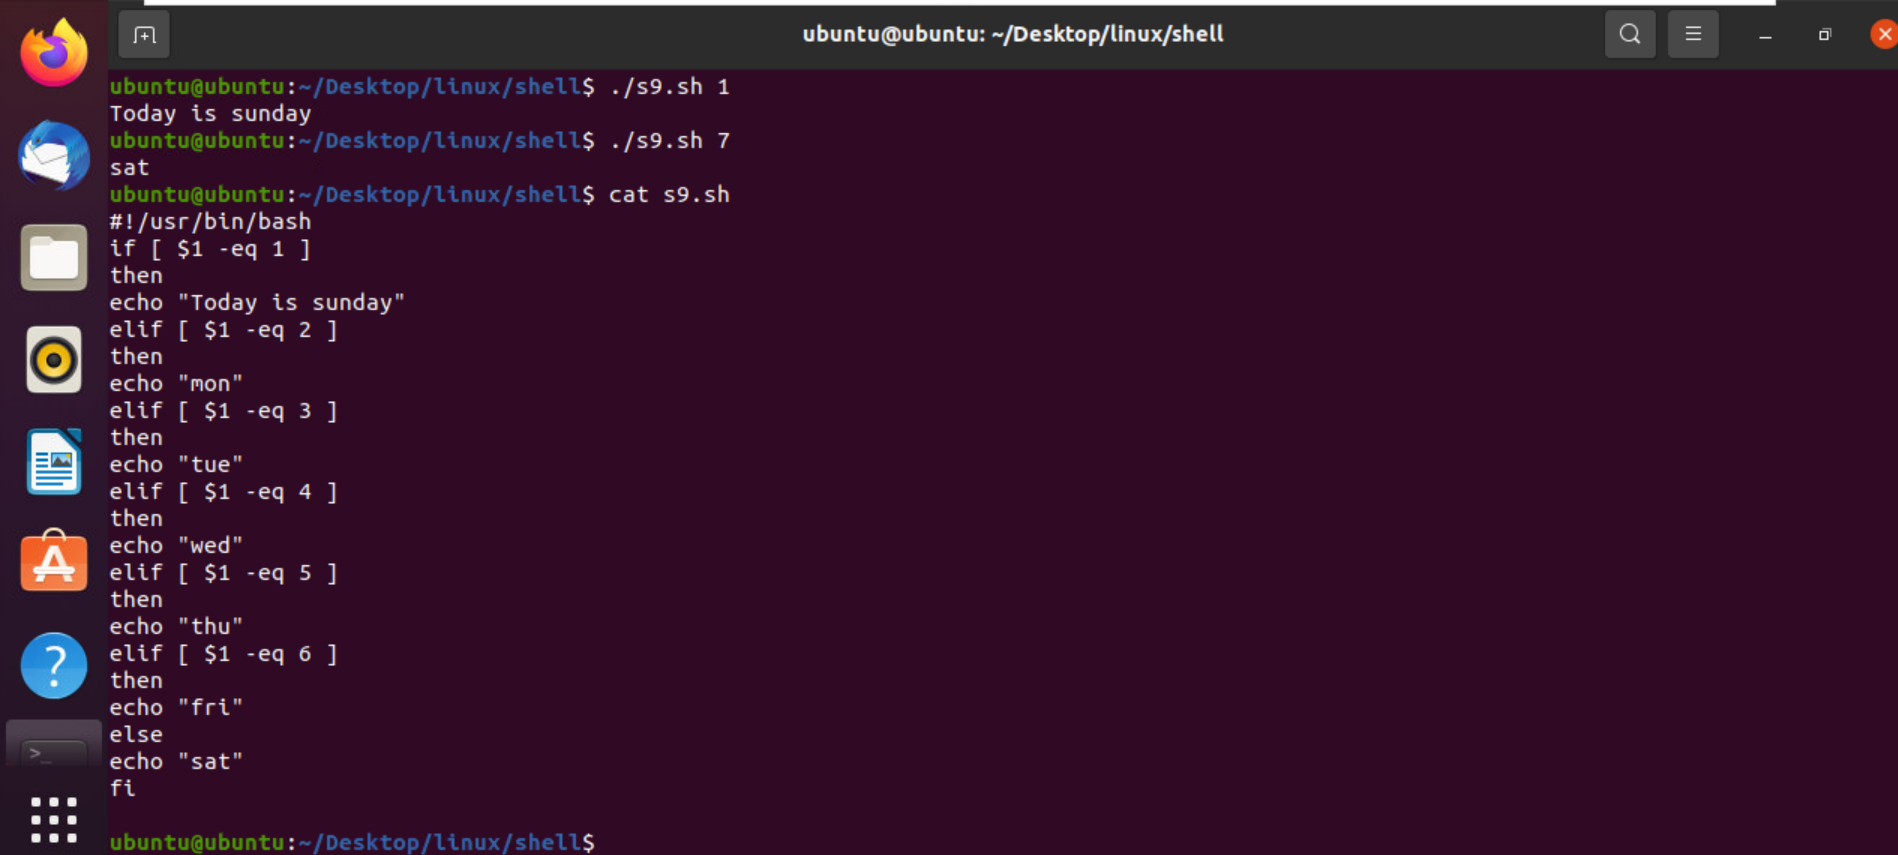 ubuntu@ubuntu: ~/Desktop/linux/shell
ubuntu@ubuntu:~/Desktop/linux/shell$ ./s9.sh 1
Today is sunday
ubuntu@ubuntu:~/Desktop/linux/shell$ ./s9.sh 7
sat
ubuntu@ubuntu:~/Desktop/linux/shell$ cat s9.sh
#!/usr/bin/bash
if [ $1 -eq 1 ]
then
echo "Today is sunday"
elif [ $1 -eq 2 ]
then
echo "mon"
elif [ $1 -eq 3 ]
then
echo "tue"
elif [ $1 -eq 4 ]
then
echo "wed"
elif [ $1 -eq 5 ]
then
echo "thu"
elif [ $1 -eq 6 ]
then
echo "fri"
else
echo "sat"
fi
ubuntu@ubuntu:~/Desktop/linux/shell$